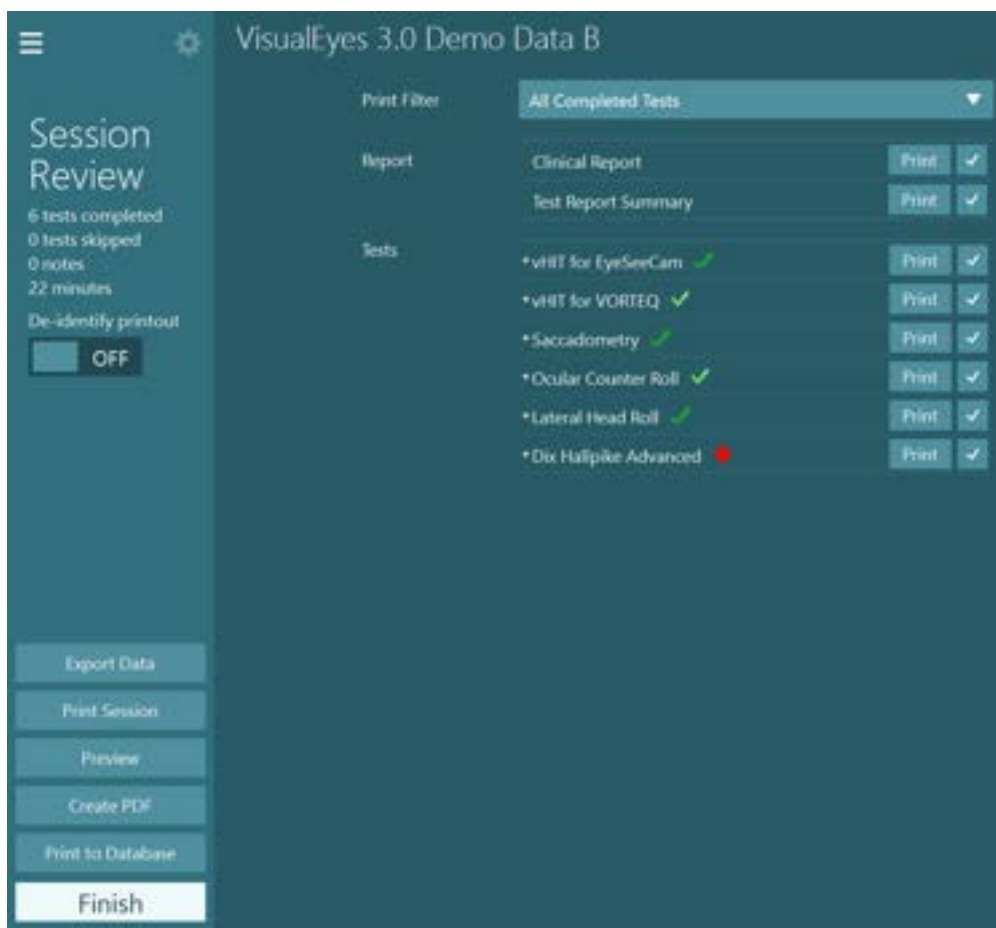 VisualEyes 3.0 Demo Data B
Session
Review
6 tests completed
0 tests skipped
0 notes
22 minutes
De-identify printout
OFF
Export Data
Print Session
Preview
Create PDF
Print to Database
Finish
Print Filter
All Completed Tests
Report
Clinical Report
Print
Test Report Summary
Print
Tests
*vHIT for EyeSeeCam
Print
*vHIT for VORTEQ
Print
*Saccadometry
Print
*Ocular Counter Roll
Print
*Lateral Head Roll
Print
*Dix Hallpike Advanced
Print